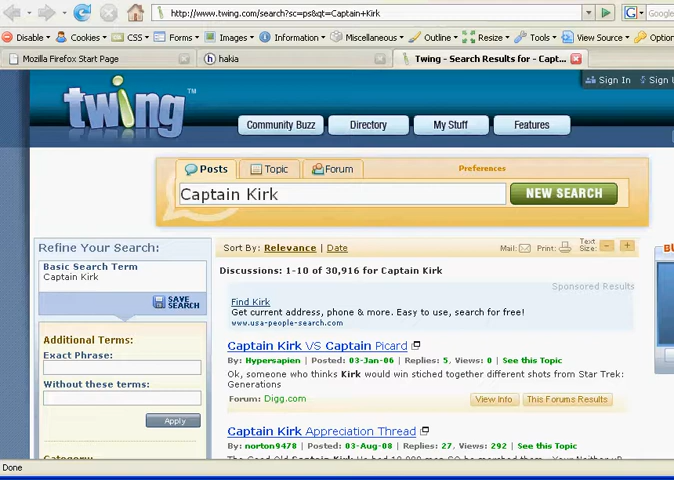 http://www.twing.com/search?sc=ps&qt=Captain+Kirk
Google
Disable Cookies CSS Forms Images Information Miscellaneous Outline Resize Tools View Source Option
Mozilla Firefox Start Page
hakia
Twing - Search Results for - Capt...
Sign In Sign
twing™
Community Buzz
Directory
My Stuff
Features
Posts
Topic
Forum
Preferences
Captain Kirk
NEW SEARCH
Refine Your Search:
Basic Search Term
Captain Kirk
SAVE
SEARCH
Additional Terms:
Exact Phrase:
Without these terms:
Apply
Sort By: Relevance | Date
Mail: Print: Text
Size: - +
Discussions: 1-10 of 30,916 for Captain Kirk
Sponsored Results
Find Kirk
Get current address, phone & more. Easy to use, search for free!
www.usa-people-search.com
Captain Kirk VS Captain Picard
By: Hypersapien | Posted: 03-Jan-06 | Replies: 5, Views: 0 | See this Topic
Ok, someone who thinks Kirk would win stiched together different shots from Star Trek:
Generations
Forum: Digg.com
View Info
This Forums Results
Captain Kirk Appreciation Thread
By: norton9478 | Posted: 03-Aug-08 | Replies: 27, Views: 292 | See this Topic
Done